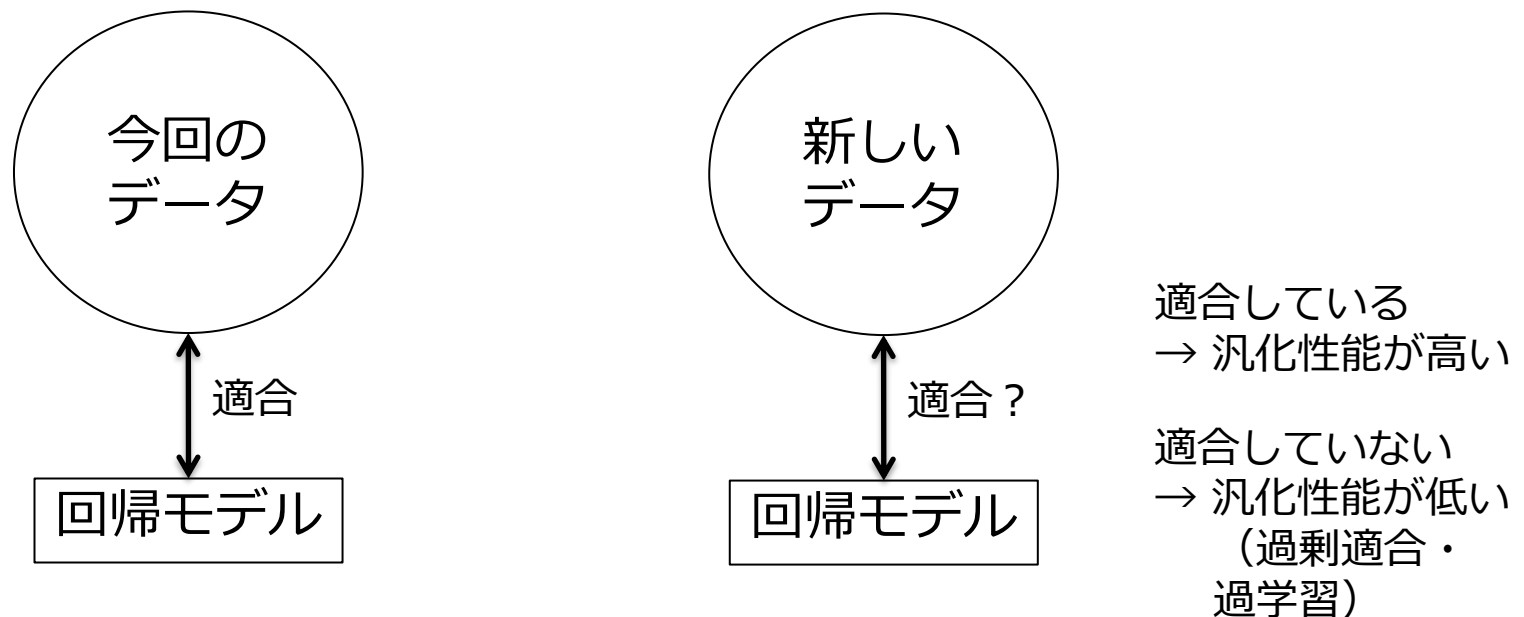 今回の
データ
適合
回帰モデル
新しい
データ
適合？
回帰モデル
適合している
→ 汎化性能が高い
適合していない
→ 汎化性能が低い
（過剰適合・
過学習）